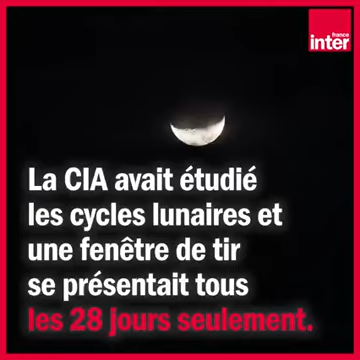 france
inter
La CIA avait étudié
les cycles lunaires et
une fenêtre de tir
se présentait tous
les 28 jours seulement.